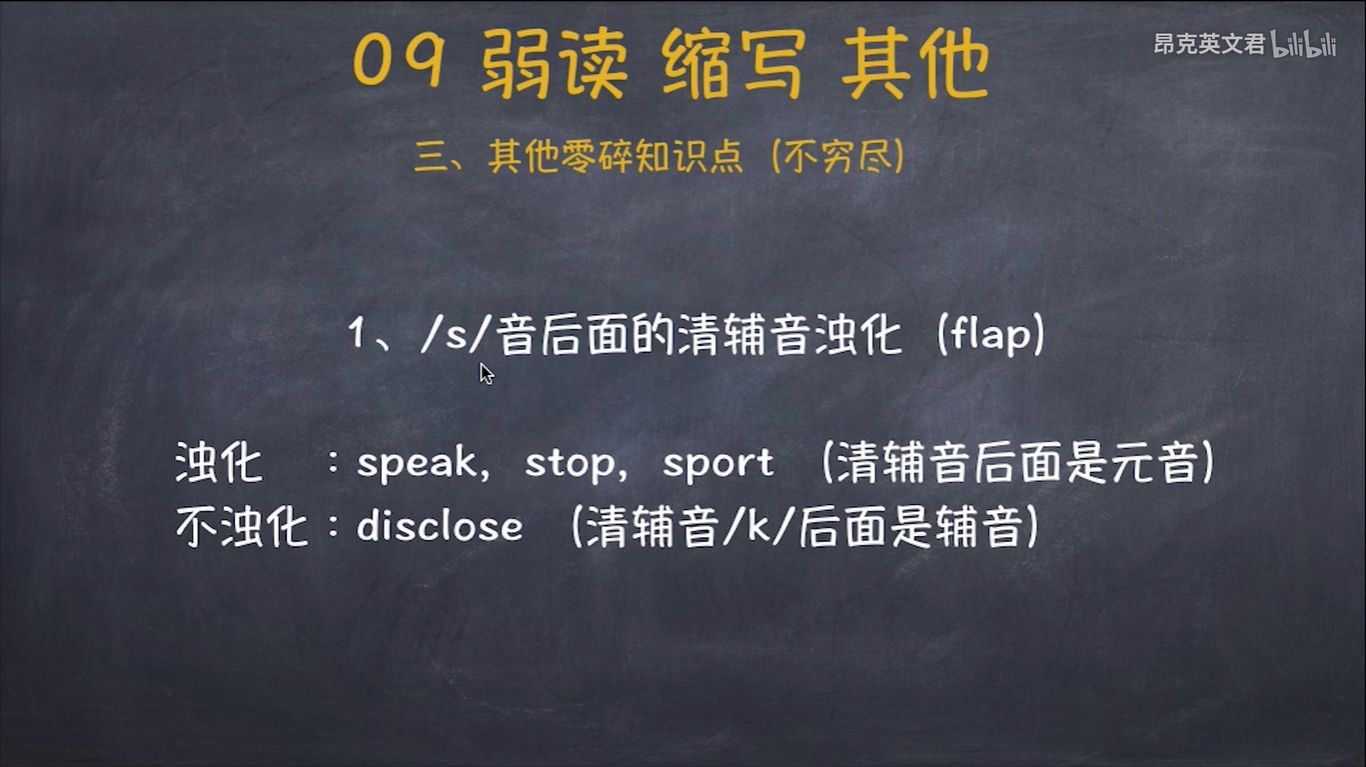 09 弱读 缩写 其他
昂克英文君 bilibili
三、其他零碎知识点（不穷尽）
1、/s/音后面的清辅音浊化（flap）
浊化　：speak，stop，sport （清辅音后面是元音）
不浊化：disclose （清辅音/k/后面是辅音）